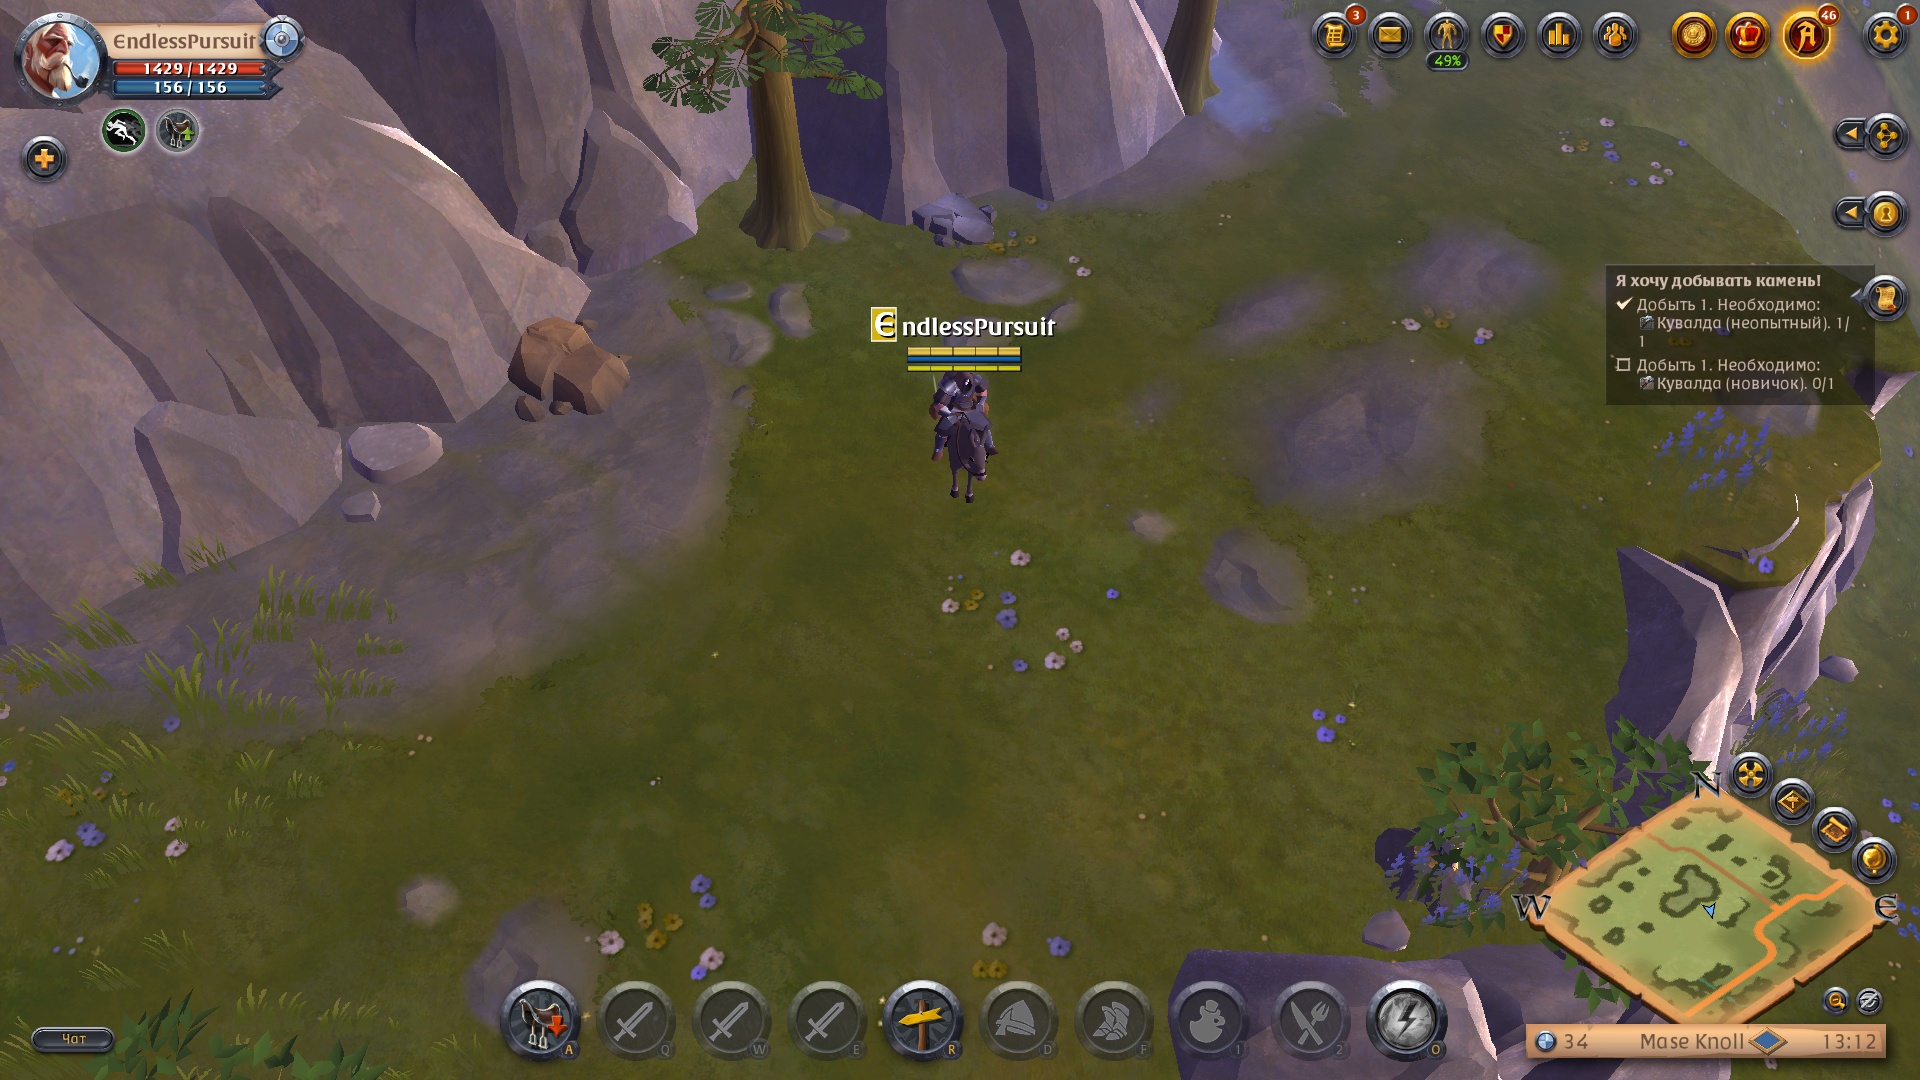 EndlessPursuit
1429 / 1429
156 / 156
3
49%
46
1
Я хочу добывать камень!
Добыть 1. Необходимо:
Кувалда (неопытный). 1/
1
Добыть 1. Необходимо:
Кувалда (новичок). 0/1
EndlessPursuit
N
W
E
Чат
A
Q
W
E
R
D
F
1
2
O
34
Mase Knoll
13:12